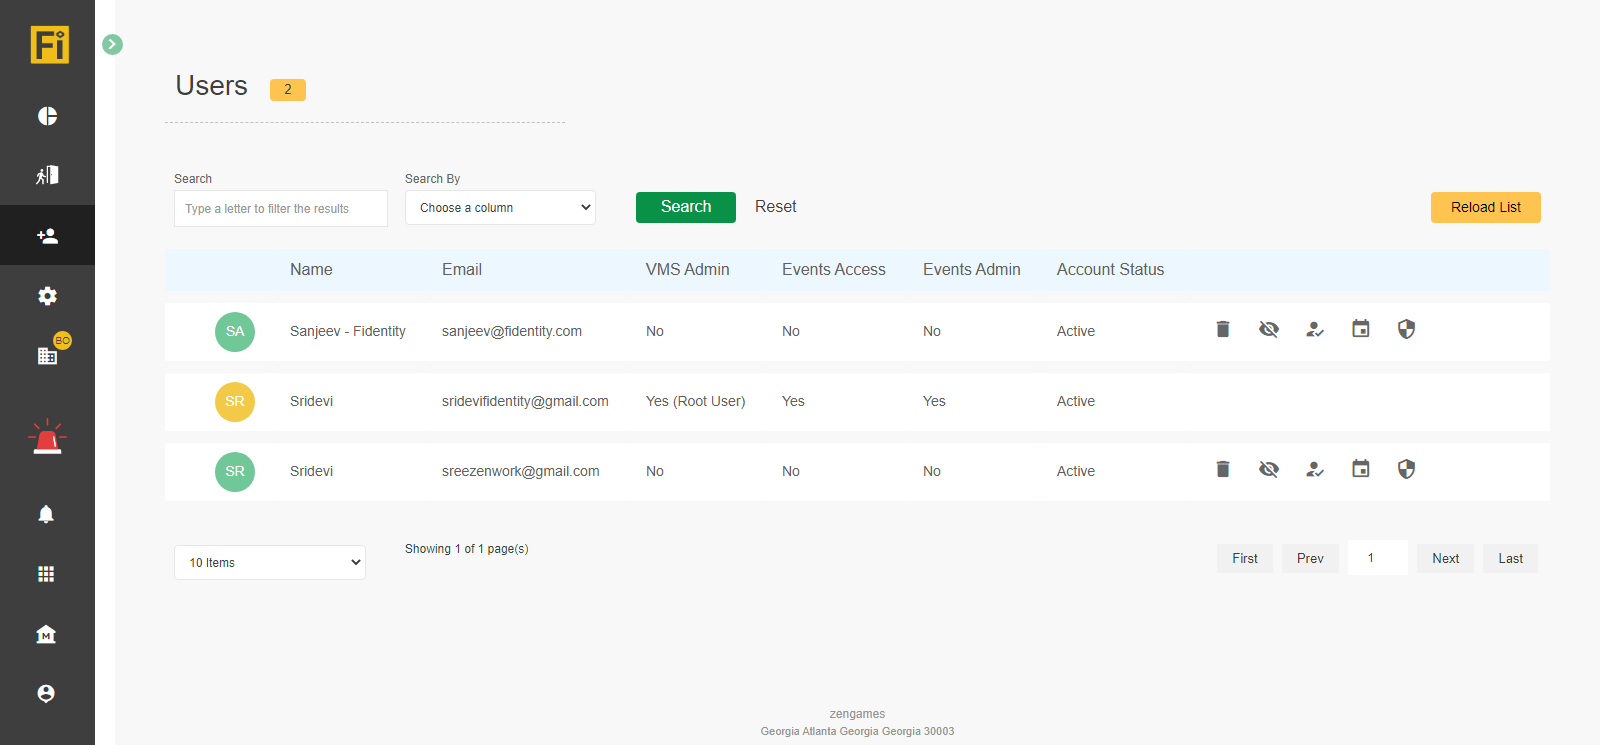 Fi
Users 2
Search
Search By
Type a letter to filter the results
Choose a column
Search
Reset
Reload List
Name Email VMS Admin Events Access Events Admin Account Status
SA Sanjeev - Fidentity sanjeev@fidentity.com No No No Active
SR Sridevi sridevifidentity@gmail.com Yes (Root User) Yes Yes Active
SR Sridevi sreezenwork@gmail.com No No No Active
BO
M
10 Items
Showing 1 of 1 page(s)
First Prev 1 Next Last
zengames
Georgia Atlanta Georgia Georgia 30003